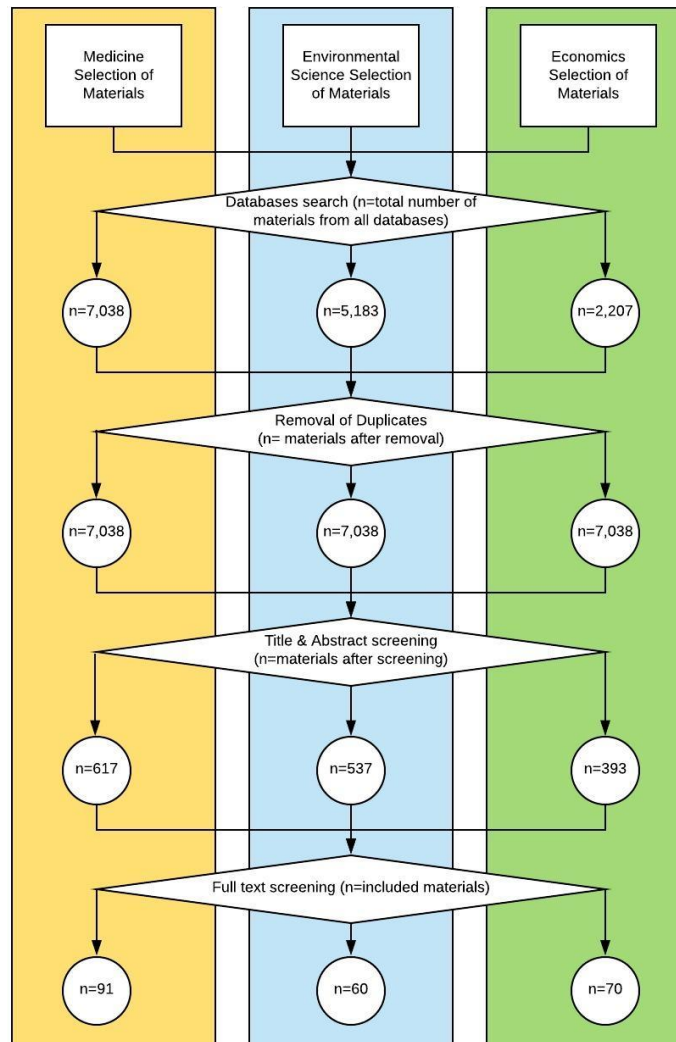 Medicine
Selection of
Materials
Environmental
Science Selection
of Materials
Economics
Selection of
Materials
Databases search (n=total number of
materials from all databases)
n=7,038
n=5,183
n=2,207
Removal of Duplicates
(n= materials after removal)
n=7,038
n=7,038
n=7,038
Title & Abstract screening
(n=materials after screening)
n=617
n=537
n=393
Full text screening (n=included materials)
n=91
n=60
n=70